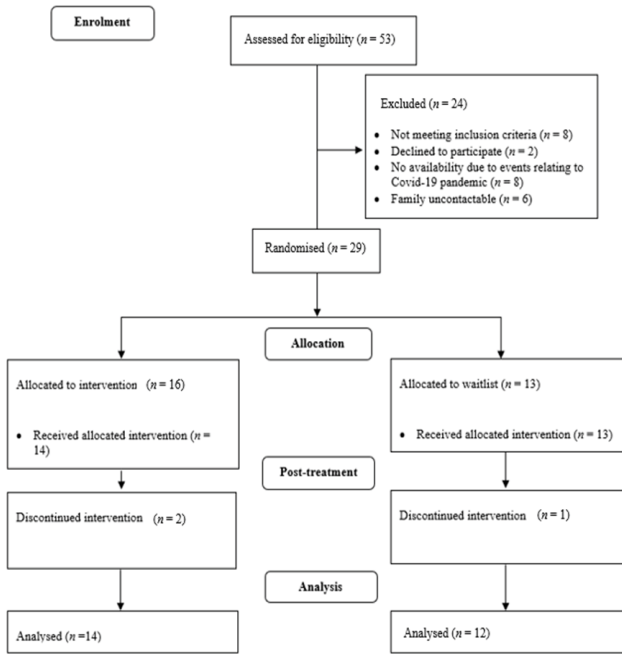 Enrolment
Assessed for eligibility (n = 53)
Excluded (n = 24)
• Not meeting inclusion criteria (n = 8)
• Declined to participate (n = 2)
• No availability due to events relating to
Covid-19 pandemic (n = 8)
• Family uncontactable (n = 6)
Randomised (n = 29)
Allocation
Allocated to intervention (n = 16)
• Received allocated intervention (n =
14)
Allocated to waitlist (n = 13)
• Received allocated intervention (n = 13)
Post-treatment
Discontinued intervention (n = 2)
Discontinued intervention (n = 1)
Analysis
Analysed (n =14)
Analysed (n = 12)